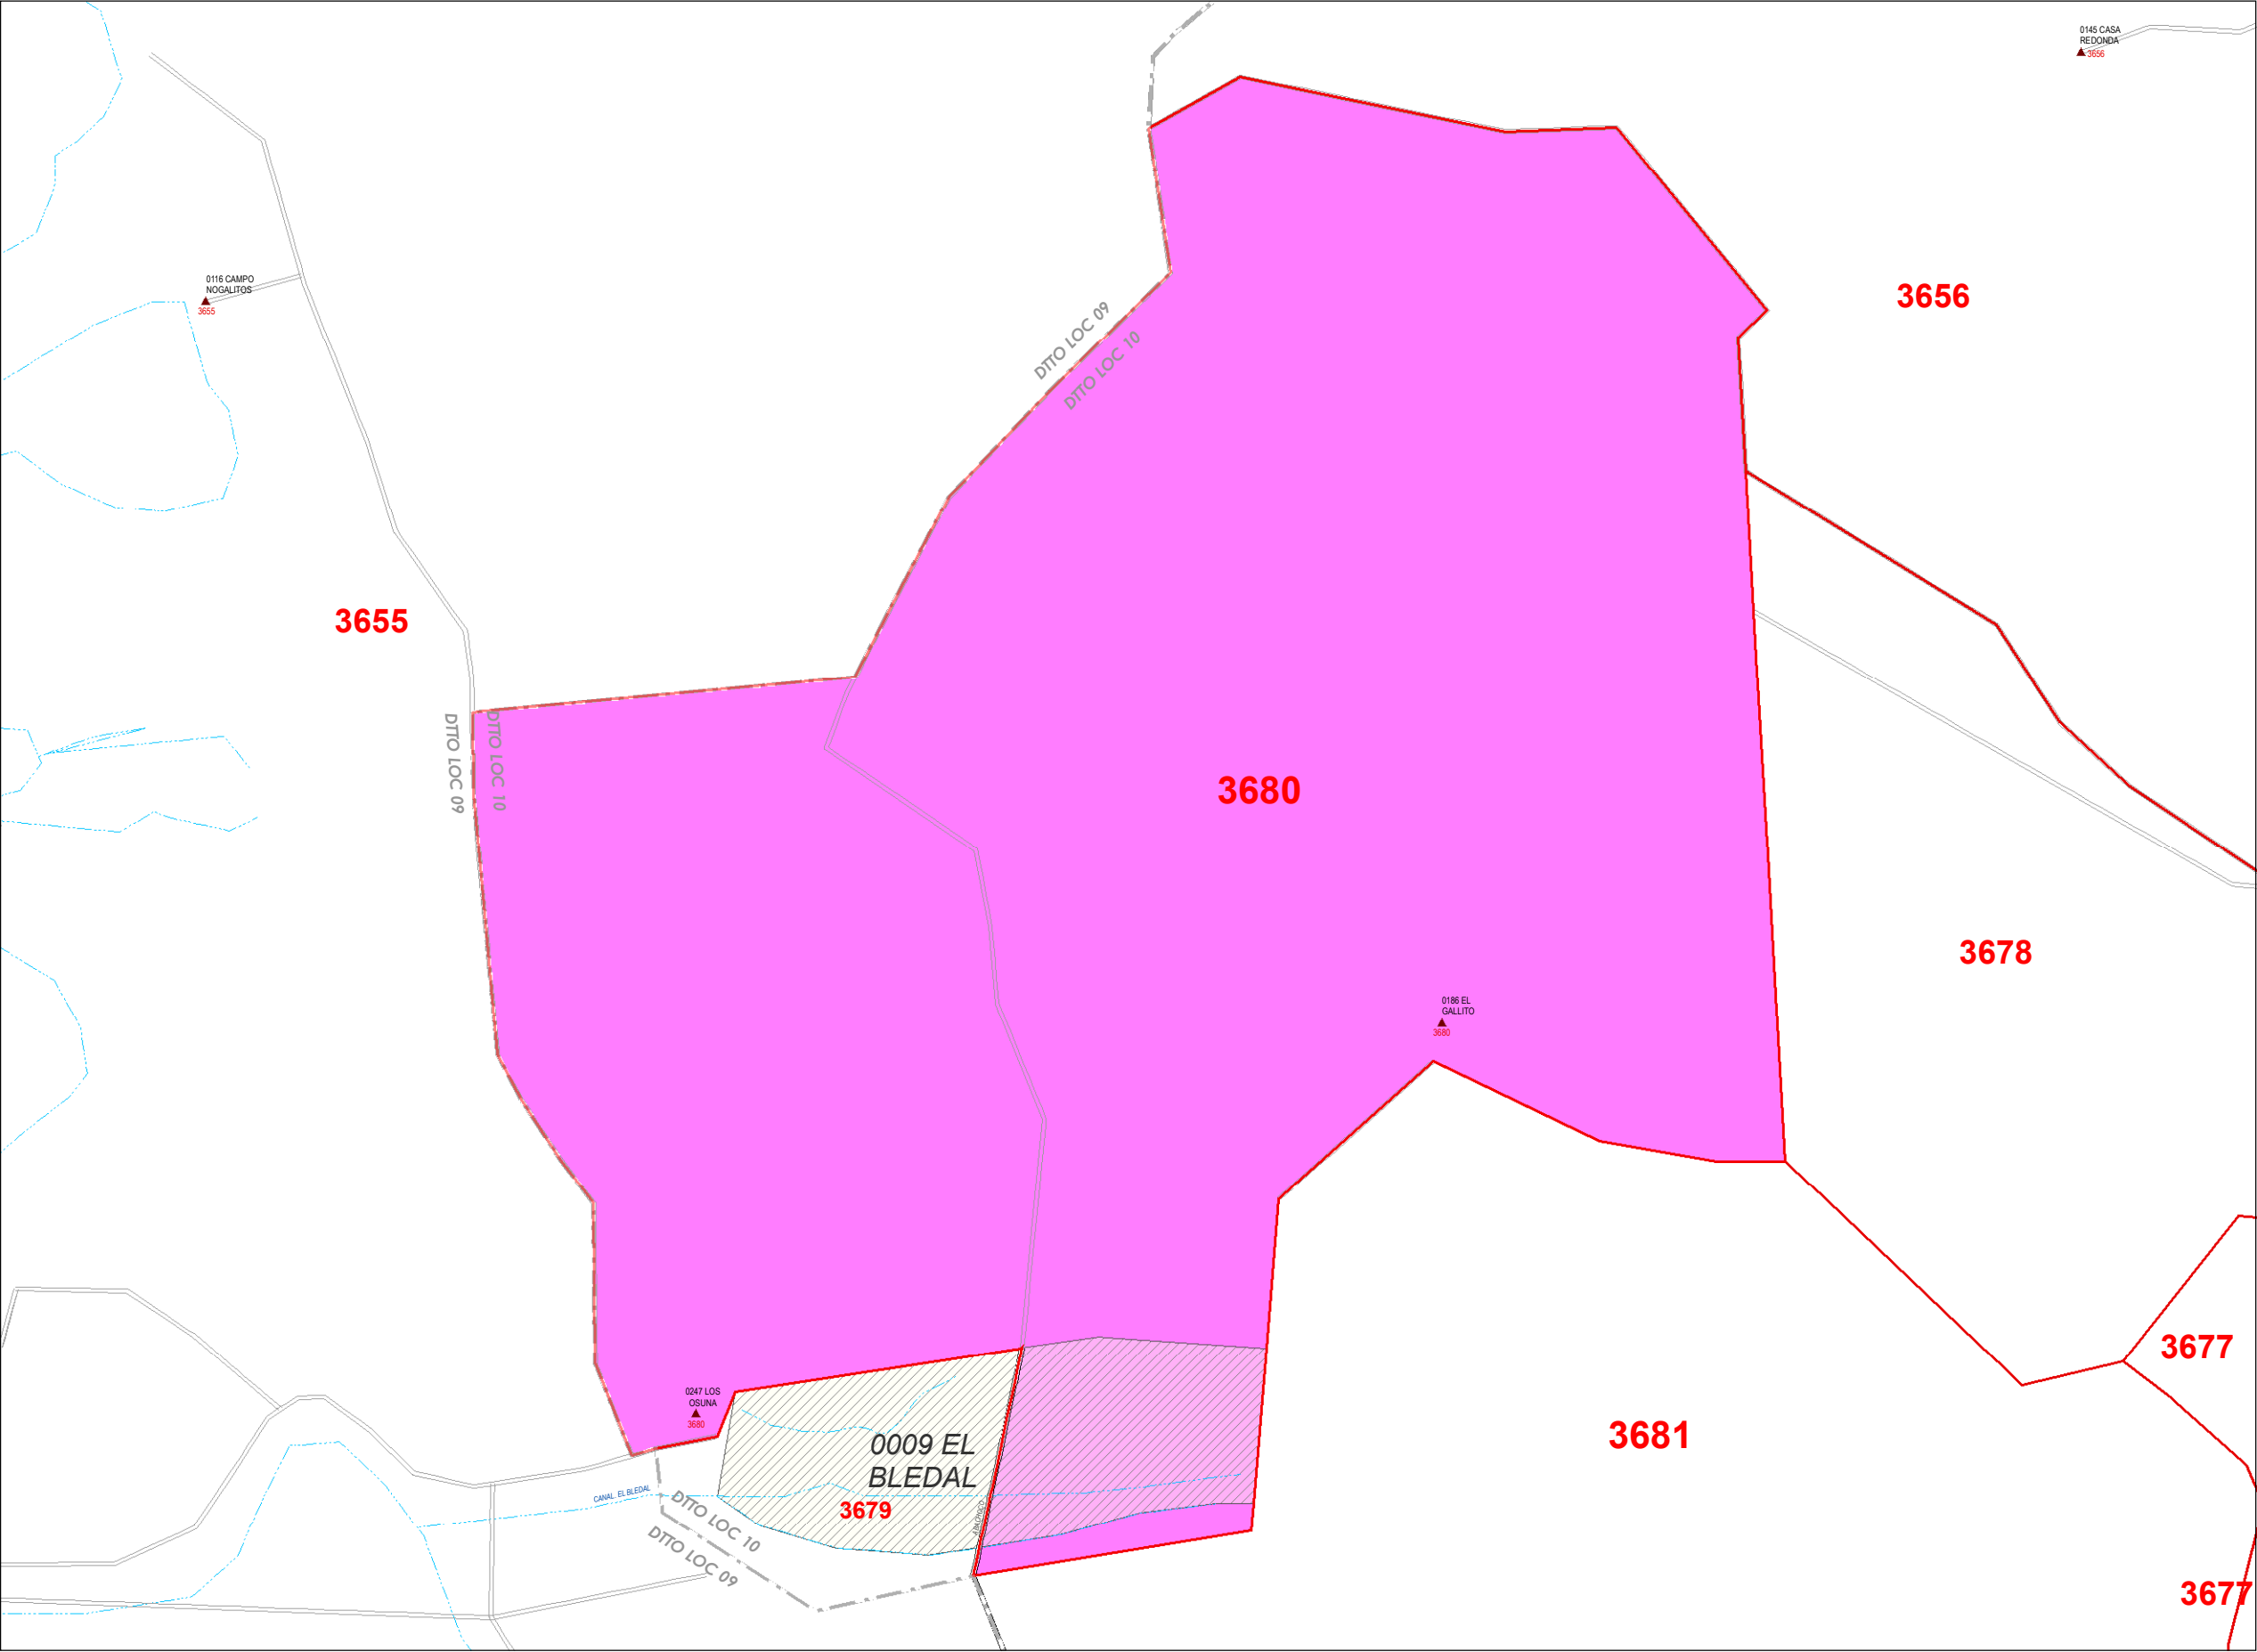 0145 CASA
REDONDA
3656
0116 CAMPO
NOGALITOS
3655
3656
DTTO LOC 09
DTTO LOC 10
3655
DTTO LOC 09
DTTO LOC 10
3680
3678
0186 EL
GALLITO
3680
3677
0247 LOS
OSUNA
3680
3681
0009 EL
BLEDAL
CANAL EL BLEDAL
3679
DTTO LOC 10
DTTO LOC 09
3677